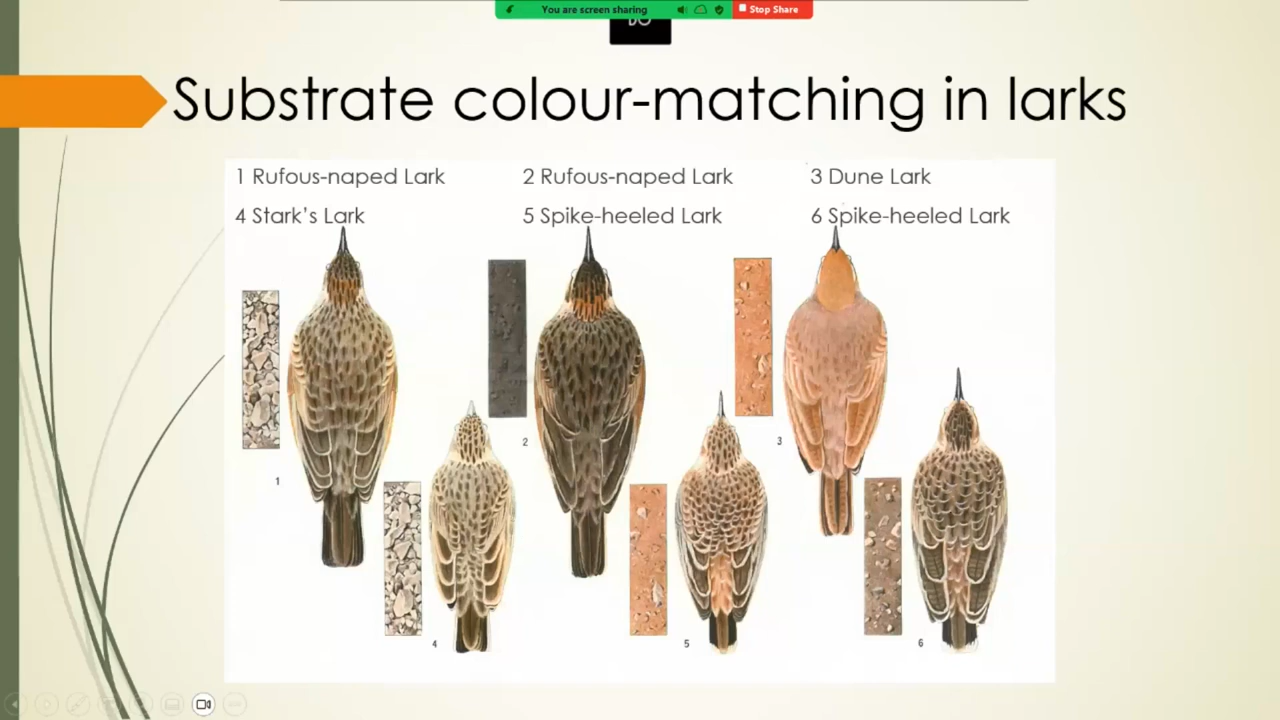 You are screen sharing
Stop Share
Substrate colour-matching in larks
1 Rufous-naped Lark 2 Rufous-naped Lark 3 Dune Lark
4 Stark's Lark 5 Spike-heeled Lark 6 Spike-heeled Lark
2
3
1
4
5
6